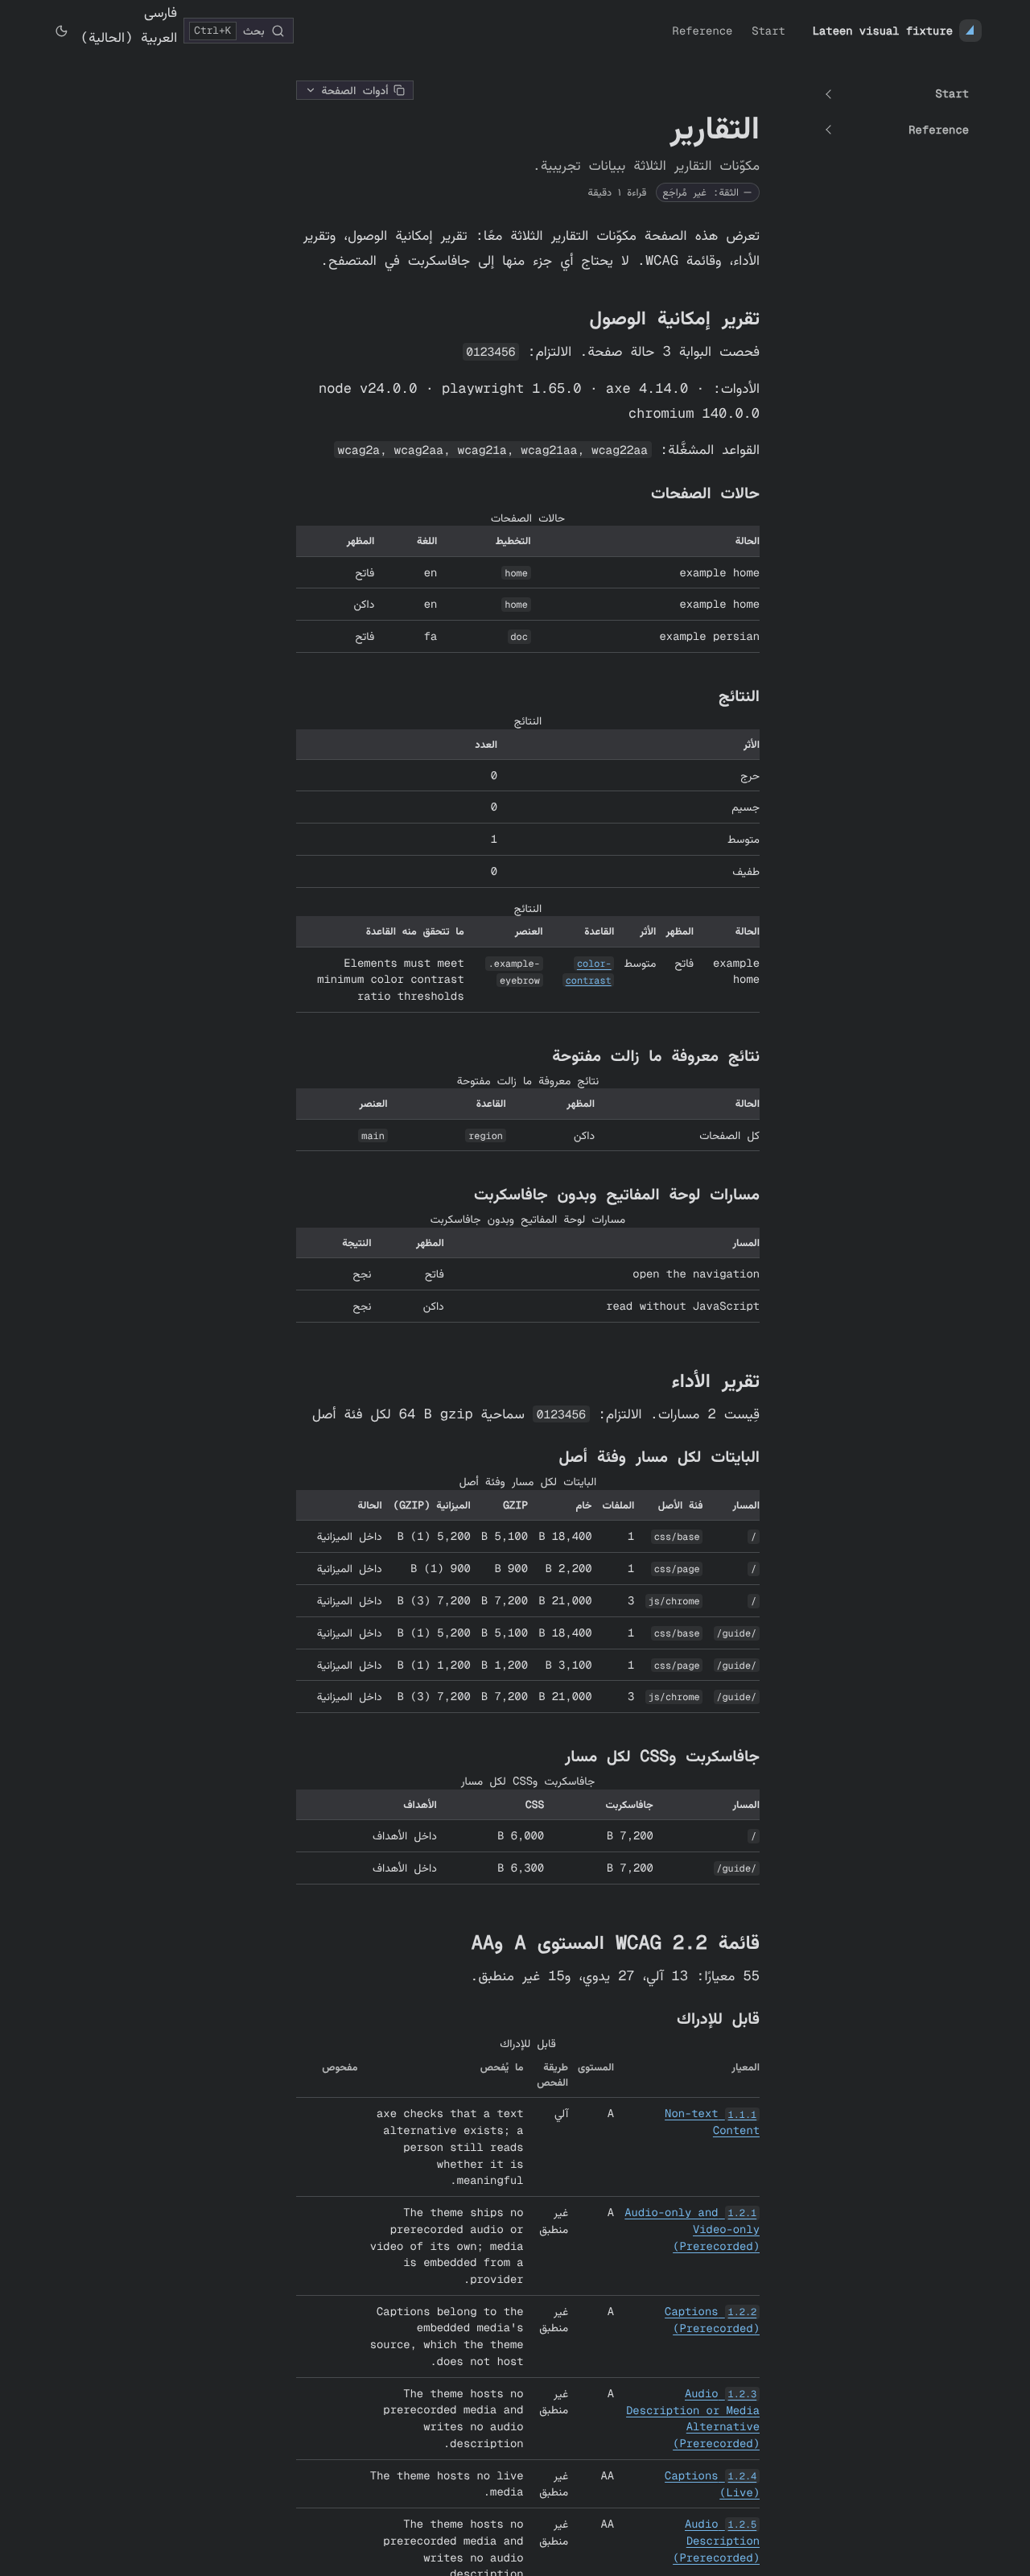 Lateen visual fixture
Start
Reference
بحث
Ctrl+K
فارسی
العربية (الحالية)
Start
Reference
أدوات الصفحة
التقارير
مكوّنات التقارير الثلاثة ببيانات تجريبية.
— الثقة: غير مُراجَع
قراءة ١ دقيقة
تعرض هذه الصفحة مكوّنات التقارير الثلاثة معًا: تقرير إمكانية الوصول، وتقرير
الأداء، وقائمة WCAG. لا يحتاج أي جزء منها إلى جافاسكربت في المتصفح.
تقرير إمكانية الوصول
فحصت البوابة 3 حالة صفحة. الالتزام: 0123456
الأدوات: node v24.0.0 · playwright 1.65.0 · axe 4.14.0 ·
chromium 140.0.0
القواعد المشغَّلة: wcag2a, wcag2aa, wcag21a, wcag21aa, wcag22aa
حالات الصفحات
حالات الصفحات
الحالة التخطيط اللغة المظهر
example home home en فاتح
example home home en داكن
example persian doc fa فاتح
النتائج
النتائج
الأثر العدد
حرج 0
جسيم 0
متوسط 1
طفيف 0
النتائج
الحالة المظهر الأثر القاعدة العنصر ما تتحقق منه القاعدة
example فاتح متوسط color- .example- Elements must meet
home contrast eyebrow minimum color contrast
ratio thresholds
نتائج معروفة ما زالت مفتوحة
نتائج معروفة ما زالت مفتوحة
الحالة المظهر القاعدة العنصر
كل الصفحات داكن region main
مسارات لوحة المفاتيح وبدون جافاسكربت
مسارات لوحة المفاتيح وبدون جافاسكربت
المسار المظهر النتيجة
open the navigation فاتح نجح
read without JavaScript داكن نجح
تقرير الأداء
قِيست 2 مسارات. الالتزام: 0123456 سماحية 64 B gzip لكل فئة أصل
البايتات لكل مسار وفئة أصل
البايتات لكل مسار وفئة أصل
المسار فئة الأصل الملفات خام GZIP الميزانية (GZIP) الحالة
/ css/base 1 18,400 B 5,100 B 5,200 (1) B داخل الميزانية
/ css/page 1 2,200 B 900 B 900 (1) B داخل الميزانية
/ js/chrome 3 21,000 B 7,200 B 7,200 (3) B داخل الميزانية
/guide/ css/base 1 18,400 B 5,100 B 5,200 (1) B داخل الميزانية
/guide/ css/page 1 3,100 B 1,200 B 1,200 (1) B داخل الميزانية
/guide/ js/chrome 3 21,000 B 7,200 B 7,200 (3) B داخل الميزانية
جافاسكربت وCSS لكل مسار
جافاسكربت وCSS لكل مسار
المسار جافاسكربت CSS الأهداف
/ 7,200 B 6,000 B داخل الأهداف
/guide/ 7,200 B 6,300 B داخل الأهداف
قائمة WCAG 2.2 المستوى A وAA
55 معيارًا: 13 آلي، 27 يدوي، و15 غير منطبق.
قابل للإدراك
قابل للإدراك
المعيار المستوى طريقة الفحص ما يُفحص مفحوص
1.1.1 Non-text
Content
A
آلي
axe checks that a text
alternative exists; a
person still reads
whether it is
meaningful.
1.2.1 Audio-only and
Video-only
(Prerecorded)
A
غير
منطبق
The theme ships no
prerecorded audio or
video of its own; media
is embedded from a
provider.
1.2.2 Captions
(Prerecorded)
A
غير
منطبق
Captions belong to the
embedded media's
source, which the theme
does not host.
1.2.3 Audio
Description or Media
Alternative
(Prerecorded)
A
غير
منطبق
The theme hosts no
prerecorded media and
writes no audio
description.
1.2.4 Captions
(Live)
AA
غير
منطبق
The theme hosts no live
media.
1.2.5 Audio
Description
(Prerecorded)
AA
غير
منطبق
The theme hosts no
prerecorded media and
writes no audio
description